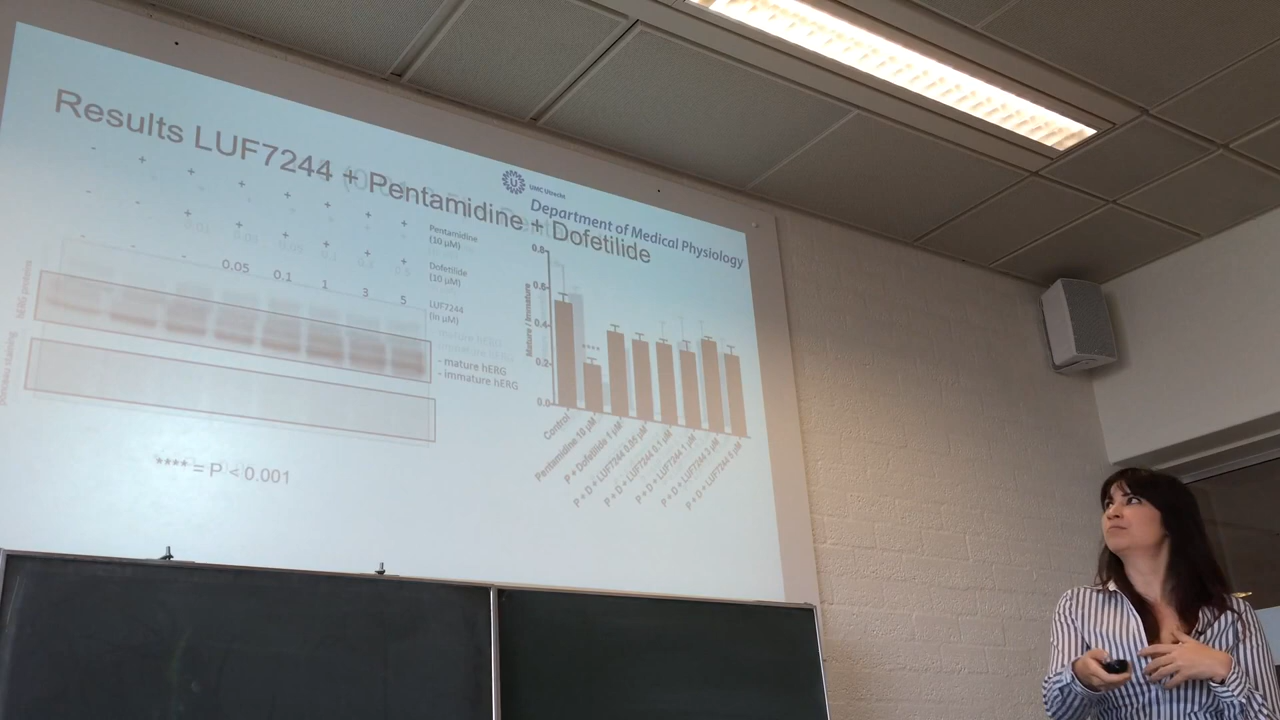 Results LUF7244 + Pentamidine + Dofetilide
UMC Utrecht
Department of Medical Physiology
- + + + + + + +
Pentamidine
(10 µM)
- - + + + + + +
Dofetilide
(10 µM)
- - - 0.05 0.1 1 3 5
LUF7244
(in µM)
- mature hERG
- immature hERG
**** = P < 0.001
Mature / Immature
0.8
0.6
0.4
0.2
0.0
****
Control
Pentamidine 10 µM
P + Dofetilide 1 µM
P + D + LUF7244 0.05 µM
P + D + LUF7244 0.1 µM
P + D + LUF7244 1 µM
P + D + LUF7244 3 µM
P + D + LUF7244 5 µM